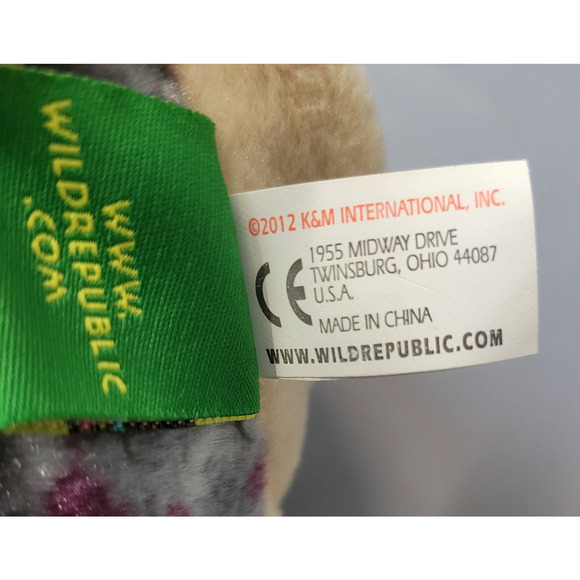 WWW.
WILDREPUBLIC
.COM
©2012 K&M INTERNATIONAL, INC.
CE
1955 MIDWAY DRIVE
TWINSBURG, OHIO 44087
U.S.A.
MADE IN CHINA
WWW.WILDREPUBLIC.COM